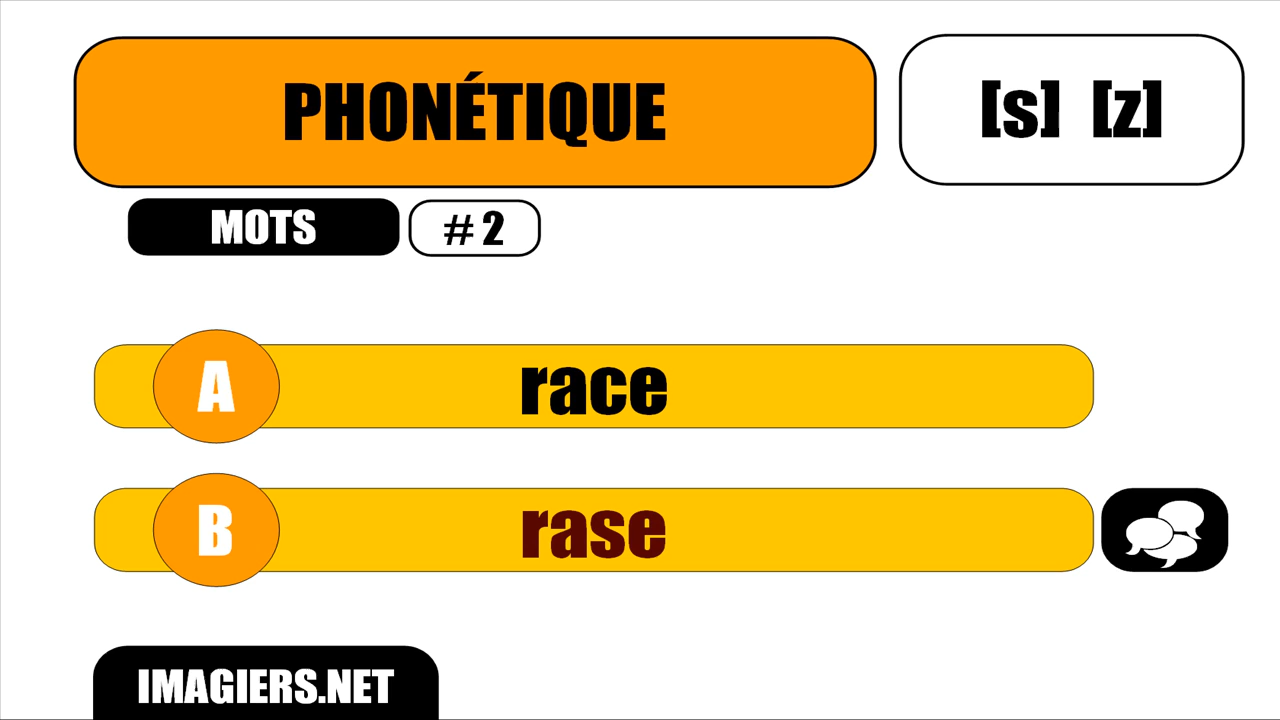 PHONÉTIQUE
[s] [z]
MOTS
# 2
A
race
B
rase
IMAGIERS.NET